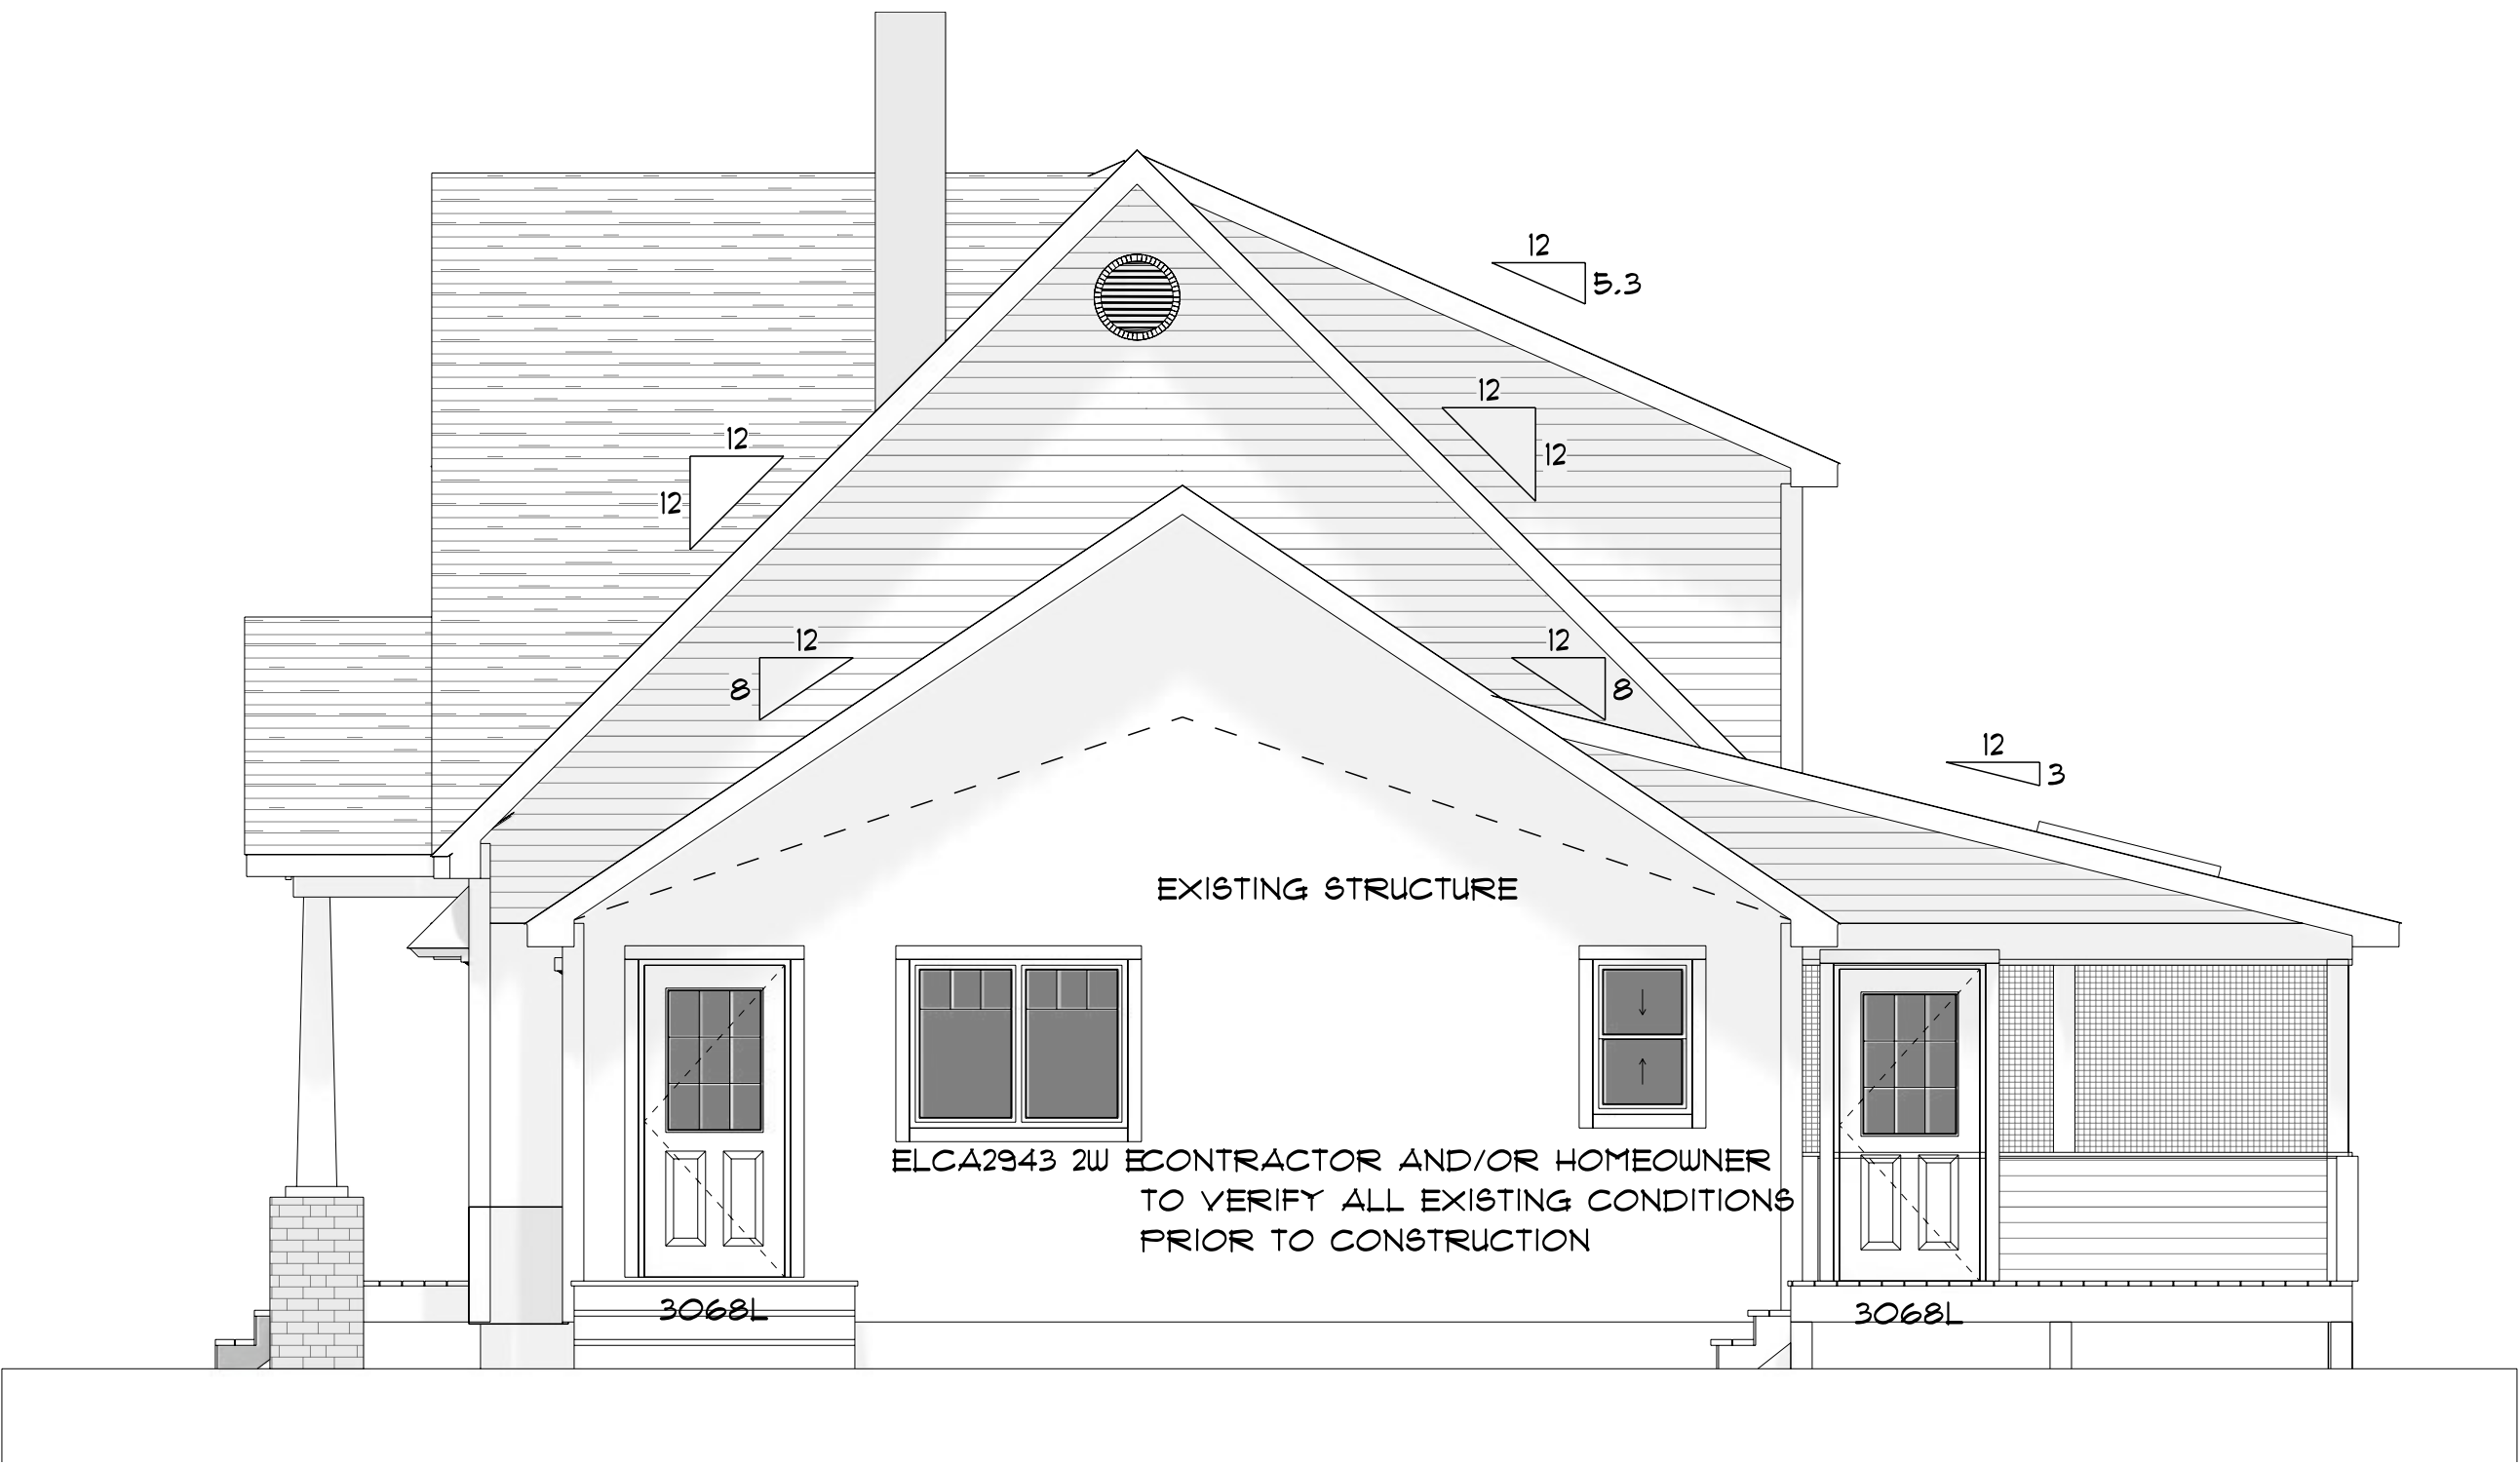 12
5.3
12
12
12
12
12
8
12
8
12
3
EXISTING STRUCTURE
ELCA2943 2W E
CONTRACTOR AND/OR HOMEOWNER
TO VERIFY ALL EXISTING CONDITIONS
PRIOR TO CONSTRUCTION
3068L
3068L